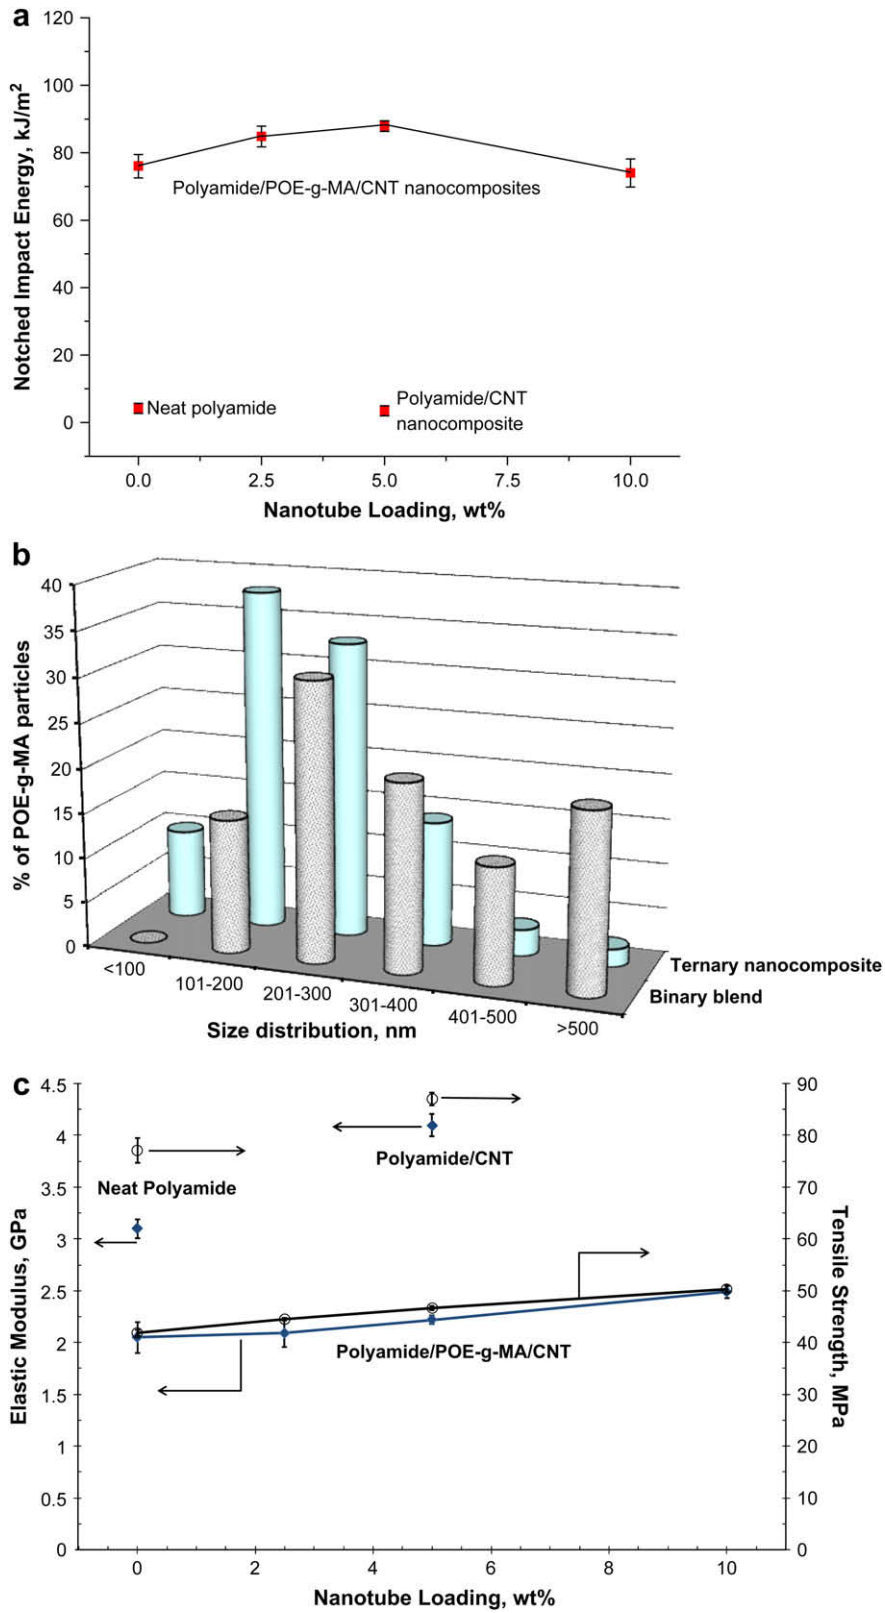 a
120
100
80
60
40
20
0
Notched Impact Energy, kJ/m²
Polyamide/POE-g-MA/CNT nanocomposites
Neat polyamide
Polyamide/CNT
nanocomposite
0.0 2.5 5.0 7.5 10.0
Nanotube Loading, wt%
b
40
35
30
25
20
15
10
5
0
% of POE-g-MA particles
<100
101-200
201-300
301-400
401-500
>500
Size distribution, nm
Ternary nanocomposite
Binary blend
c
4.5
4
3.5
3
2.5
2
1.5
1
0.5
0
Elastic Modulus, GPa
90
80
70
60
50
40
30
20
10
0
Tensile Strength, MPa
Polyamide/CNT
Neat Polyamide
Polyamide/POE-g-MA/CNT
0 2 4 6 8 10
Nanotube Loading, wt%